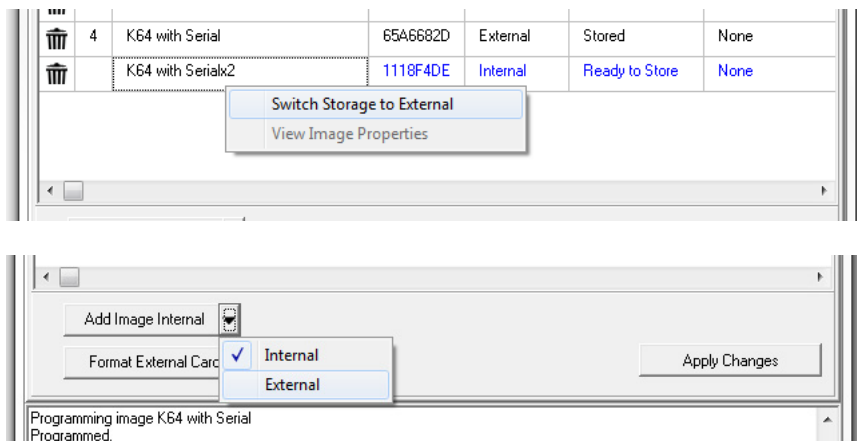 4 K64 with Serial 65A6682D External Stored None
K64 with Serialx2 1118F4DE Internal Ready to Store None
Switch Storage to External
View Image Properties
Add Image Internal
Internal
Format External Card
External
Apply Changes
Programming image K64 with Serial
Programmed.